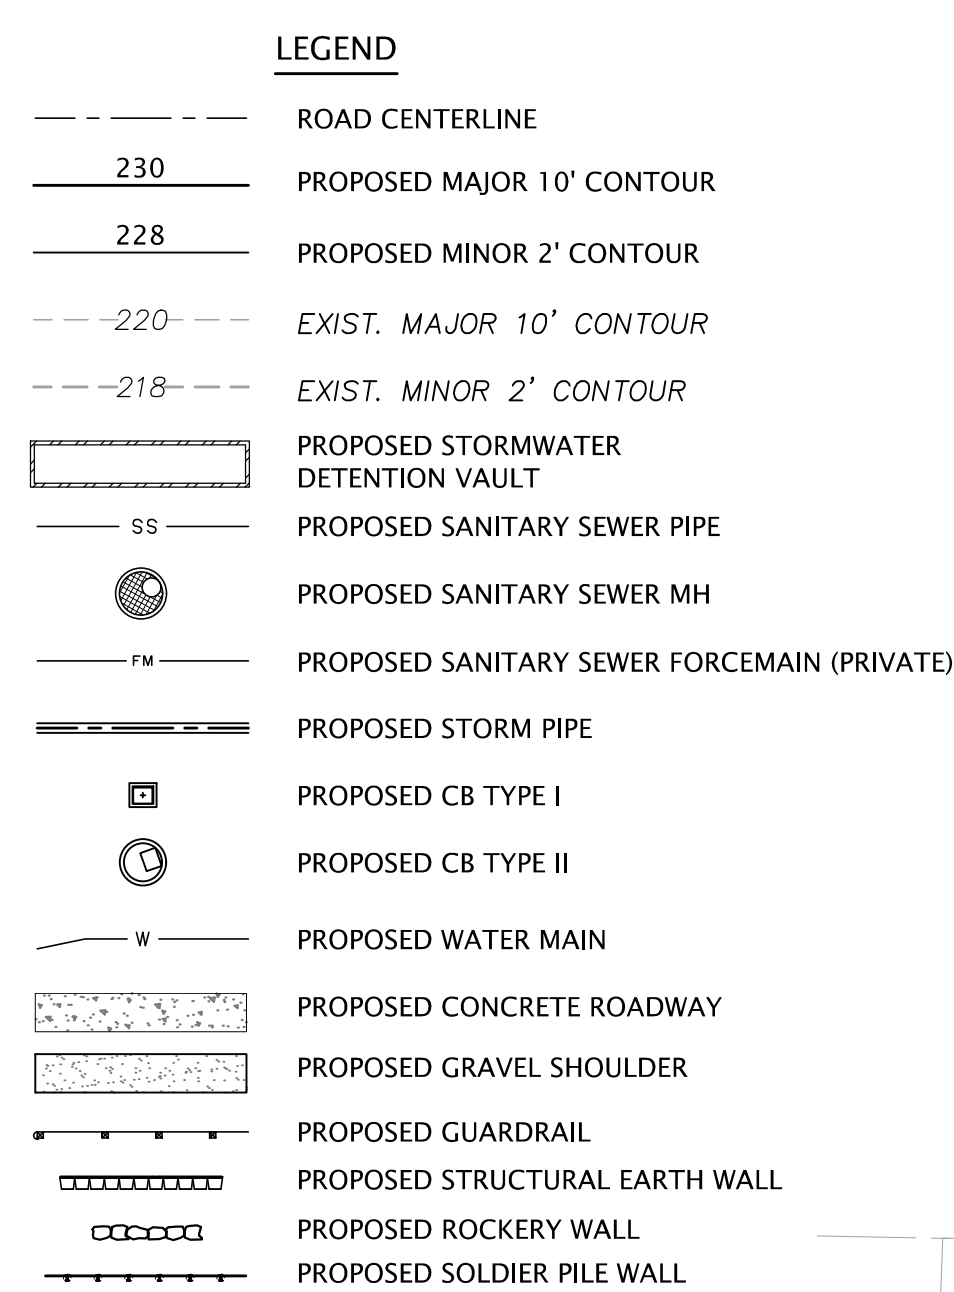 LEGEND
ROAD CENTERLINE
230
PROPOSED MAJOR 10' CONTOUR
228
PROPOSED MINOR 2' CONTOUR
220 EXIST. MAJOR 10' CONTOUR
218 EXIST. MINOR 2' CONTOUR
PROPOSED STORMWATER
DETENTION VAULT
SS PROPOSED SANITARY SEWER PIPE
PROPOSED SANITARY SEWER MH
FM PROPOSED SANITARY SEWER FORCEMAIN (PRIVATE)
PROPOSED STORM PIPE
PROPOSED CB TYPE I
PROPOSED CB TYPE II
W PROPOSED WATER MAIN
PROPOSED CONCRETE ROADWAY
PROPOSED GRAVEL SHOULDER
PROPOSED GUARDRAIL
PROPOSED STRUCTURAL EARTH WALL
PROPOSED ROCKERY WALL
PROPOSED SOLDIER PILE WALL